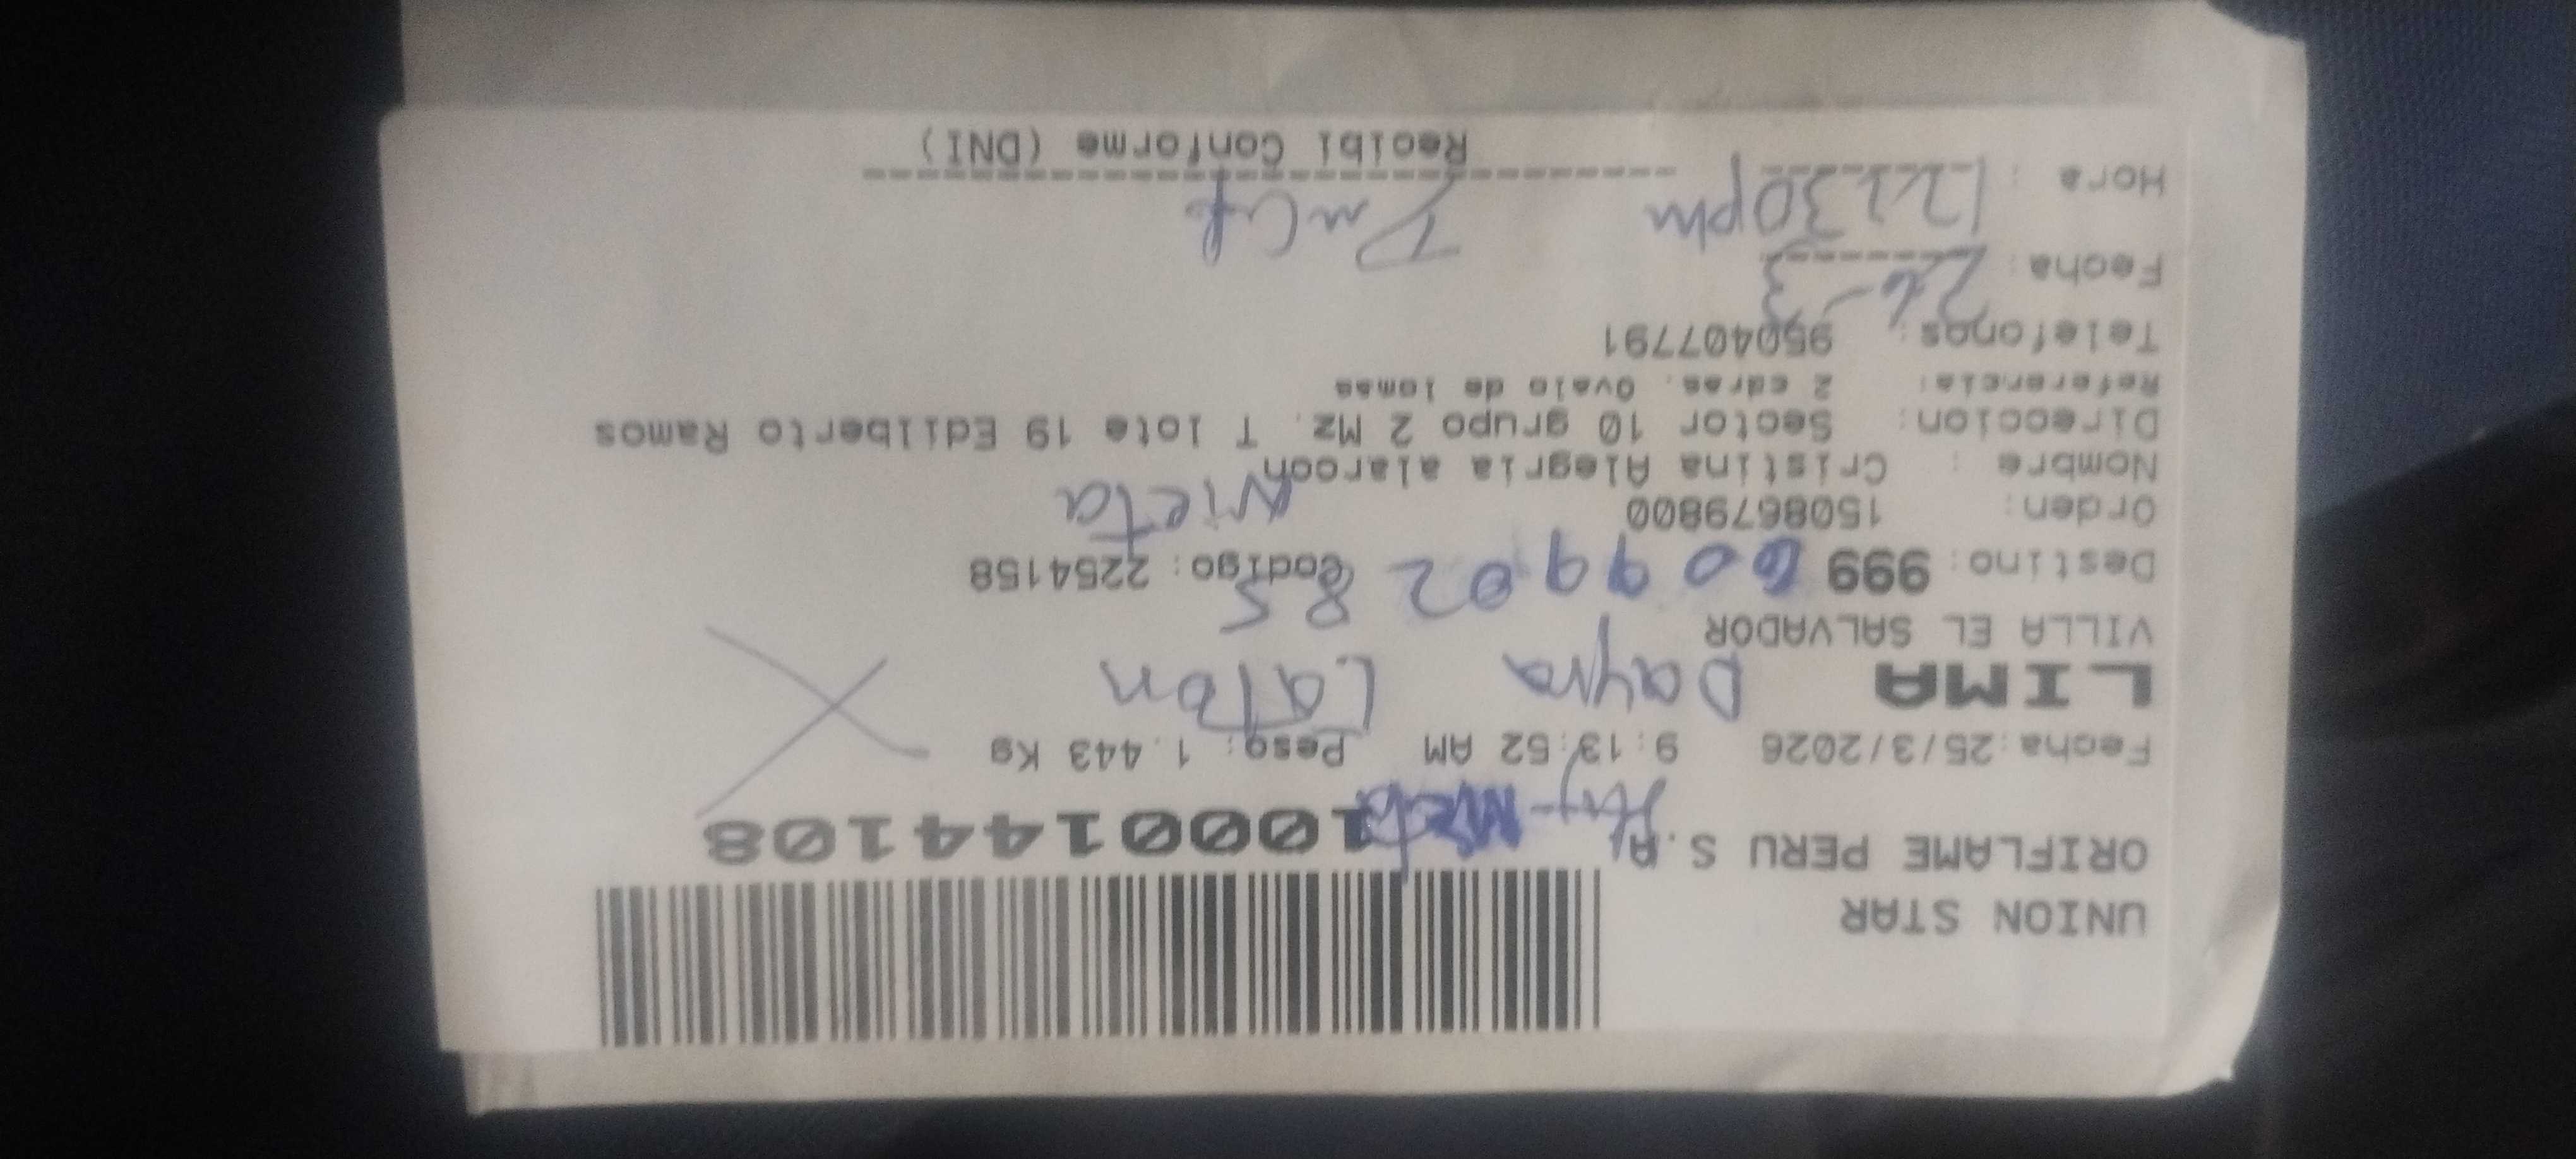 UNION STAR
ORIFLAME PERU S.A.
1000144108
Fecha:25/3/2026 9:13:52 AM Peso: 1.443 Kg
LIMA Dayra
VILLA EL SALVADOR
85
Destino: 999 60 9902 Codigo: 2254158
Orden: 1508679800 Nieta
Nombre : Cristina Alegria alarcon
Direccion: Sector 10 grupo 2 Mz. T lote 19 Edilberto Ramos
Referencia: 2 cdras. Ovalo de lomas
Telefonos: 950407791
Fecha: 26-3
Hora : 12:30pm
Recibi Conforme (DNI)